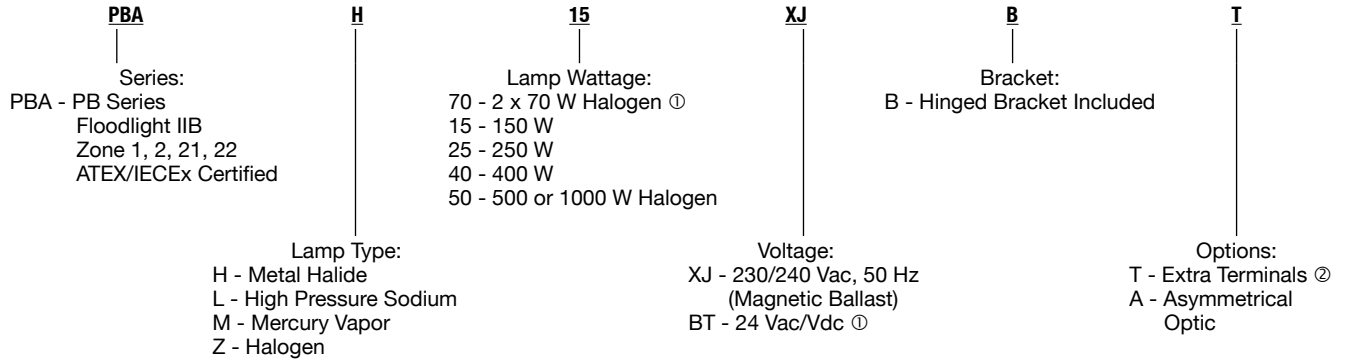 PBA H 15 XJ B T
Series:
PBA - PB Series
Floodlight IIB
Zone 1, 2, 21, 22
ATEX/IECEx Certified
Lamp Wattage:
70 - 2 x 70 W Halogen ①
15 - 150 W
25 - 250 W
40 - 400 W
50 - 500 or 1000 W Halogen
Bracket:
B - Hinged Bracket Included
Lamp Type:
H - Metal Halide
L - High Pressure Sodium
M - Mercury Vapor
Z - Halogen
Voltage:
XJ - 230/240 Vac, 50 Hz
(Magnetic Ballast)
BT - 24 Vac/Vdc ①
Options:
T - Extra Terminals ②
A - Asymmetrical
Optic